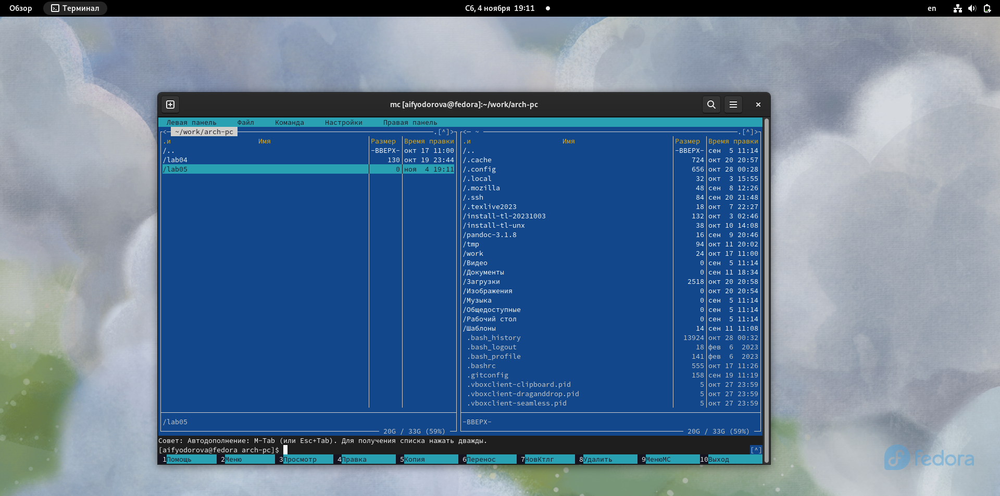 Обзор Терминал Сб, 4 ноября 19:11 en
mc [aifyodorova@fedora]:~/work/arch-pc
Левая панель Файл Команда Настройки Правая панель
<— ~/work/arch-pc .[^]> <— ~ .[^]>
.и Имя Размер Время правки .и Имя Размер Время правки
/.. -ВВЕРХ- окт 17 11:00 /.. -ВВЕРХ- сен 5 11:14
/lab04 130 окт 19 23:44 /.cache 724 окт 20 20:57
/lab05 0 ноя 4 19:11 /.config 656 окт 28 00:28
/.local 32 окт 3 15:55
/.mozilla 48 сен 8 12:26
/.ssh 84 сен 20 21:48
/.texlive2023 18 окт 7 22:27
/install-tl-20231003 132 окт 3 02:46
/install-tl-unx 38 окт 10 14:08
/pandoc-3.1.8 16 сен 9 20:46
/tmp 94 окт 11 20:02
/work 24 окт 17 11:00
/Видео 0 сен 5 11:14
/Документы 0 сен 11 18:34
/Загрузки 2518 окт 20 20:58
/Изображения 0 окт 20 20:54
/Музыка 0 сен 5 11:14
/Общедоступные 0 сен 5 11:14
/Рабочий стол 0 сен 5 11:14
/Шаблоны 14 сен 11 11:08
.bash_history 13924 окт 28 00:32
.bash_logout 18 фев 6 2023
.bash_profile 141 фев 6 2023
.bashrc 555 окт 17 11:26
.gitconfig 158 сен 19 11:19
.vboxclient-clipboard.pid 5 окт 27 23:59
.vboxclient-draganddrop.pid 5 окт 27 23:59
.vboxclient-seamless.pid 5 окт 27 23:59
/lab05 -ВВЕРХ-
20G / 33G (59%) 20G / 33G (59%)
Совет: Автодополнение: M-Tab (или Esc+Tab). Для получения списка нажать дважды.
[aifyodorova@fedora arch-pc]$ [^]
1Помощь 2Меню 3Просмотр 4Правка 5Копия 6Перенос 7НовКтлг 8Удалить 9МенюMC 10Выход
fedora